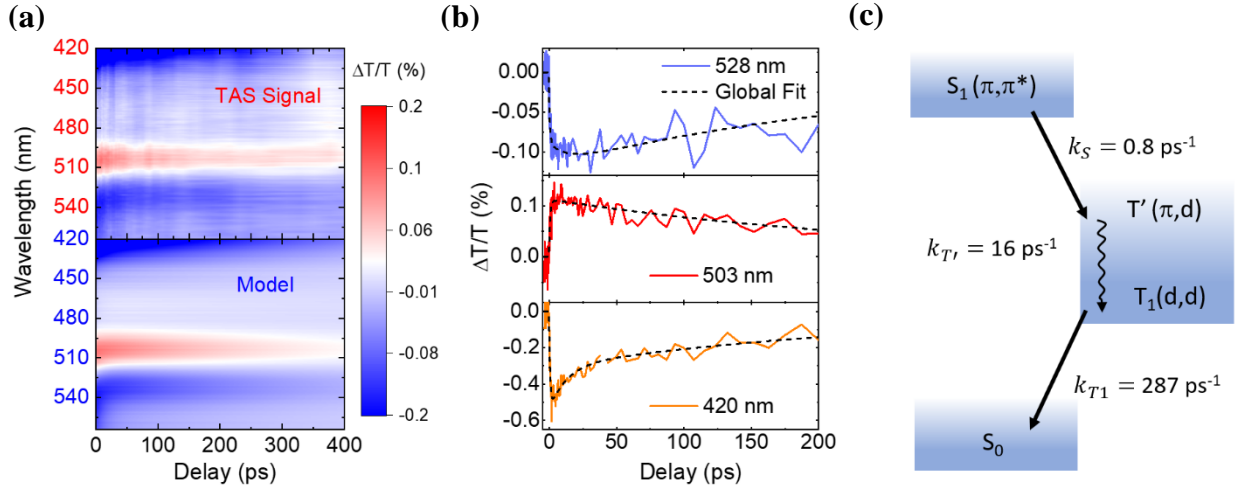 (a)
420
450
480
510
540
420
450
480
510
540
Wavelength (nm)
TAS Signal
Model
0 100 200 300 400
Delay (ps)
ΔT/T (%)
0.2
0.1
-0.01
-0.08
-0.2
(b)
0.00
-0.05
-0.10
528 nm
Global Fit
0.1
0.0
503 nm
0.0
-0.2
-0.4
-0.6
420 nm
ΔT/T (%)
0 50 100 150 200
Delay (ps)
(c)
S₁(π,π*)
kS = 0.8 ps⁻¹
T'(π,d)
kT' = 16 ps⁻¹
T₁(d,d)
kT1 = 287 ps⁻¹
S₀